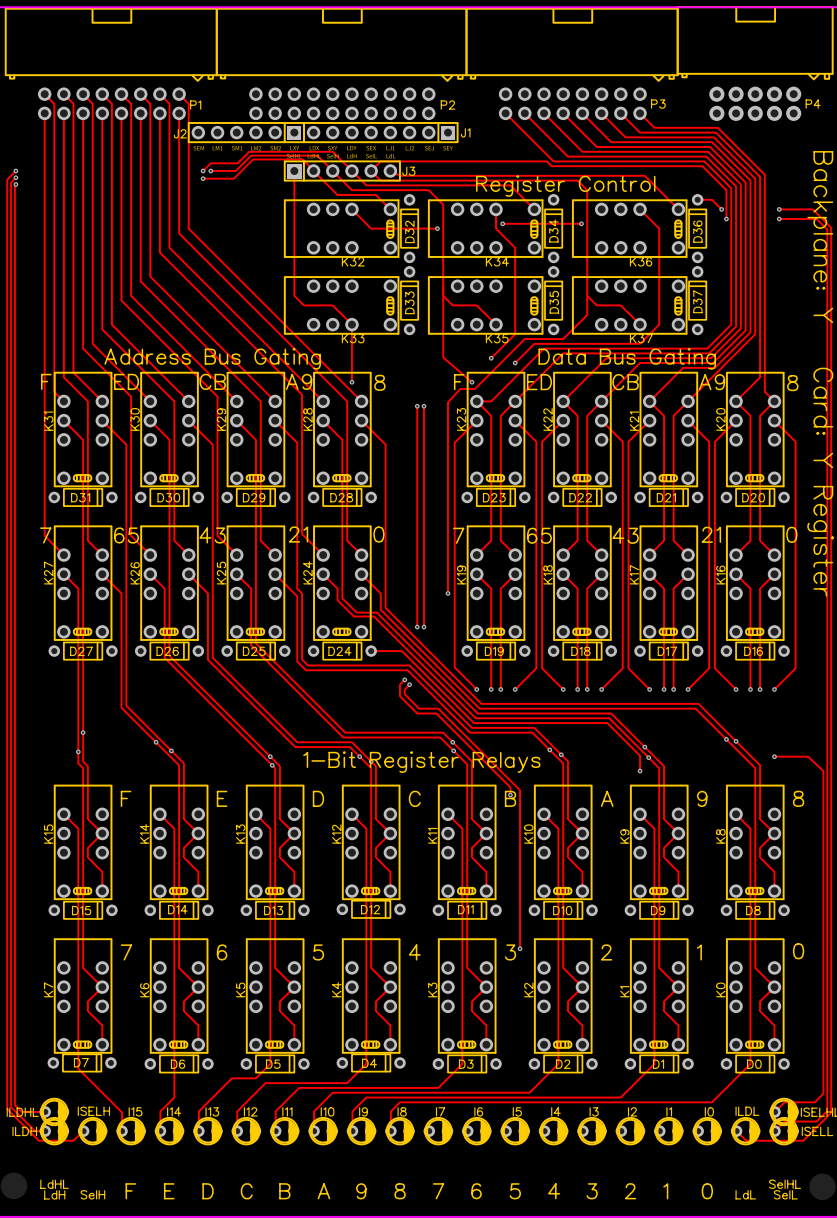 P1 P2 P3 P4
J2 J1
SEM LM1 SM1 LM2 SM2 LXY LDX SXY LDY SEX LJ1 LJ2 SEJ SEY
SelHL LdHL SelH LdH SelL LdL
J3
Register Control
D32 D34 D36
K32 K34 K36
D33 D35 D37
K33 K35 K37
Backplane: Y Card: Y Register
Address Bus Gating Data Bus Gating
F ED CB A9 8 F ED CB A9 8
K31 K30 K29 K28 K23 K22 K21 K20
D31 D30 D29 D28 D23 D22 D21 D20
7 65 43 21 0 7 65 43 21 0
K27 K26 K25 K24 K19 K18 K17 K16
D27 D26 D25 D24 D19 D18 D17 D16
1-Bit Register Relays
F E D C B A 9 8
K15 K14 K13 K12 K11 K10 K9 K8
D15 D14 D13 D12 D11 D10 D9 D8
7 6 5 4 3 2 1 0
K7 K6 K5 K4 K3 K2 K1 K0
D7 D6 D5 D4 D3 D2 D1 D0
ILDHL ISELH I15 I14 I13 I12 I11 I10 I9 I8 I7 I6 I5 I4 I3 I2 I1 I0 ILDL ISELHL
ILDH ISELL
LdHL SelHL
LdH SelH F E D C B A 9 8 7 6 5 4 3 2 1 0 LdL SelL